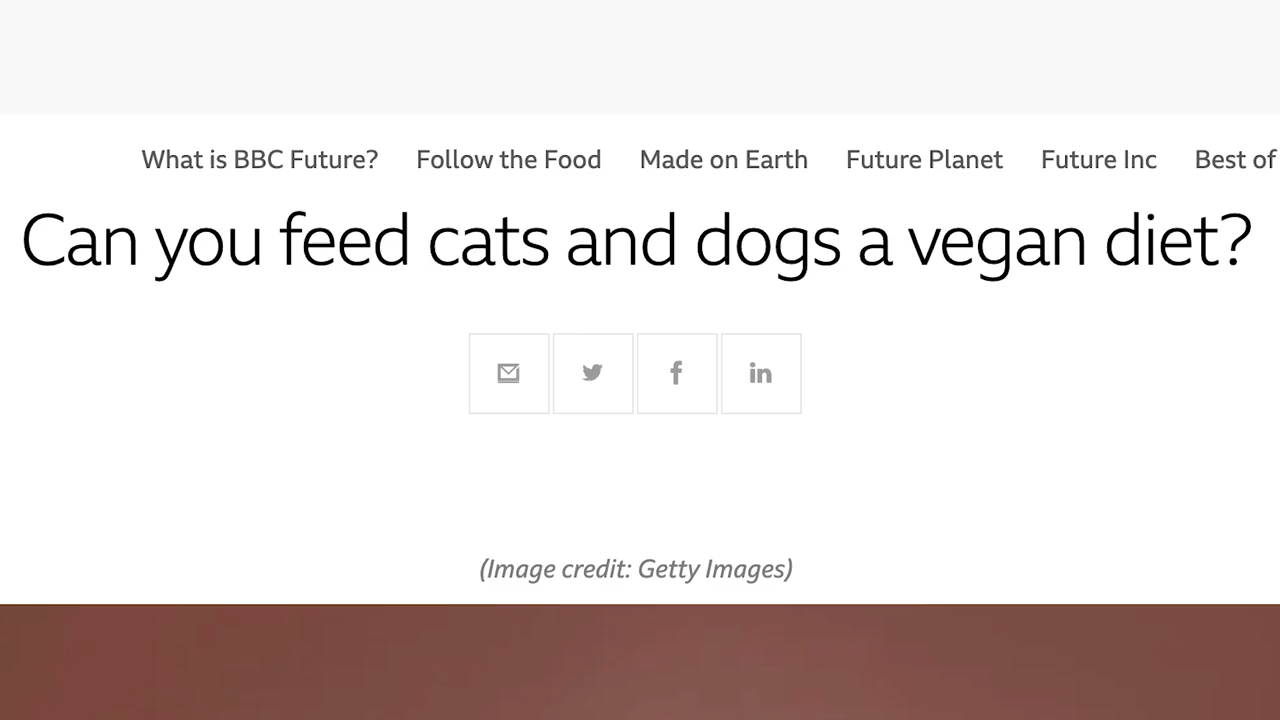 What is BBC Future? Follow the Food Made on Earth Future Planet Future Inc Best of
Can you feed cats and dogs a vegan diet?
(Image credit: Getty Images)